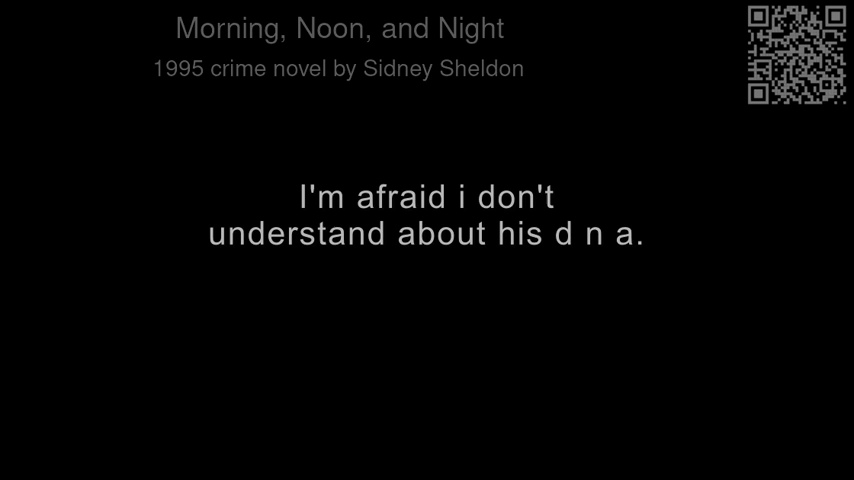 Morning, Noon, and Night
1995 crime novel by Sidney Sheldon
I'm afraid i don't
understand about his d n a.